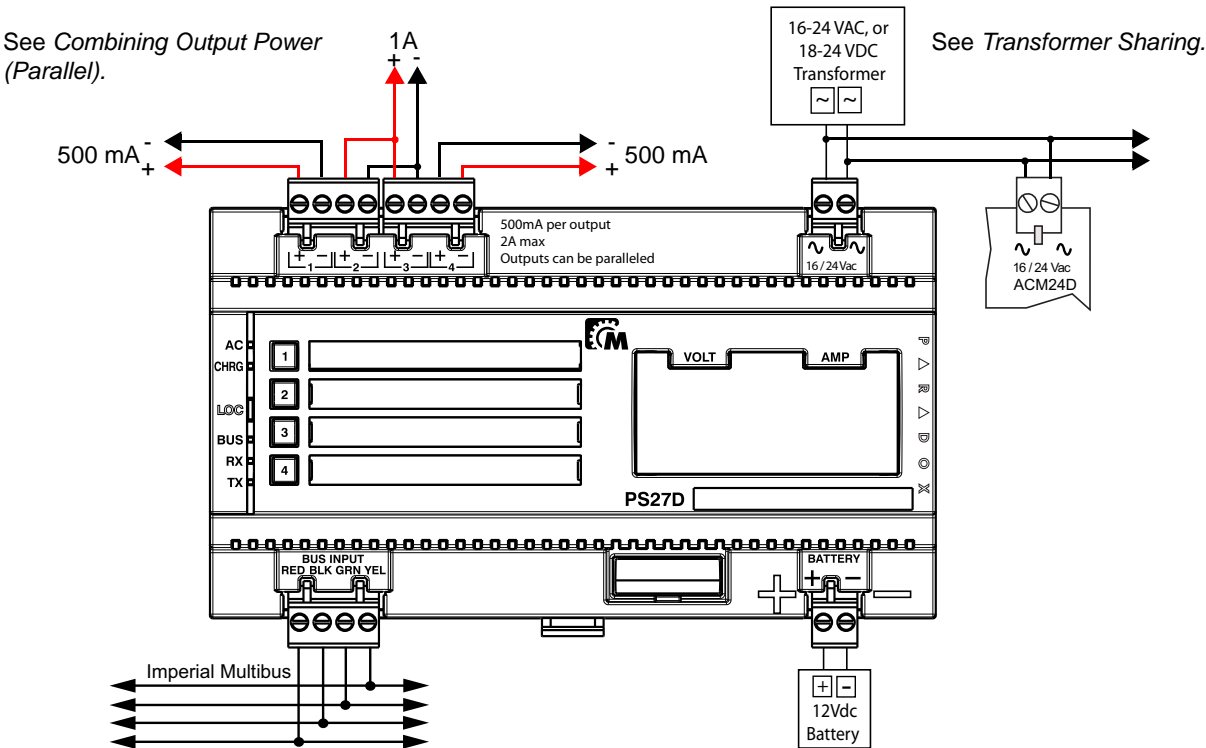 See Combining Output Power
(Parallel).
1A
+ -
500 mA
-
+
-
+
500 mA
16-24 VAC, or
18-24 VDC
Transformer
~ ~
See Transformer Sharing.
500mA per output
2A max
Outputs can be paralleled
+ - + - + - + -
1 2 3 4
16 / 24 Vac
16 / 24 Vac
ACM24D
AC
CHRG
LOC
BUS
RX
TX
1
2
3
4
M
VOLT
AMP
PARADOX
PS27D
BUS INPUT
RED BLK GRN YEL
BATTERY
+ -
+ -
Imperial Multibus
+ -
12Vdc
Battery